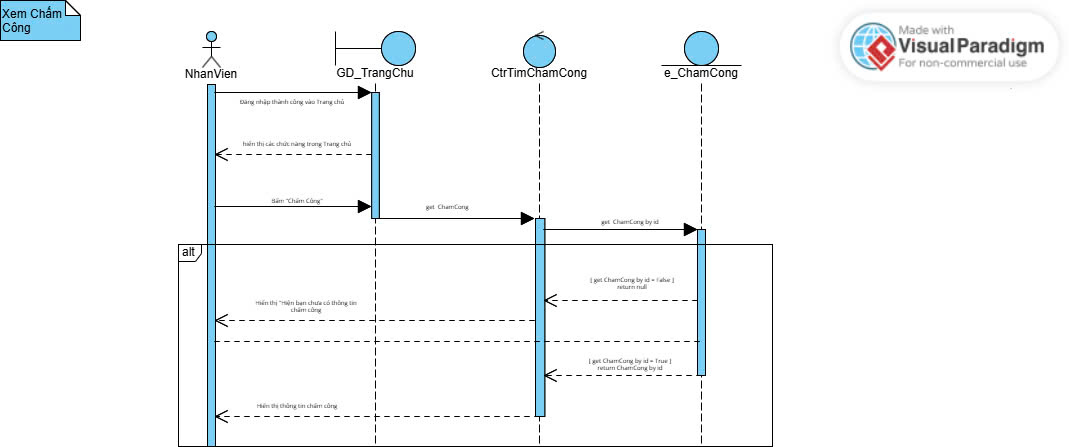 Xem Chấm
Công
Made with
Visual Paradigm
For non-commercial use
NhanVien
GD_TrangChu
CtrTimChamCong
e_ChamCong
Đăng nhập thành công vào Trang chủ
hiển thị các chức năng trong Trang chủ
Bấm "Chấm Công"
get ChamCong
get ChamCong by id
alt
[ get ChamCong by id = False ]
return null
Hiển thị "Hiện bạn chưa có thông tin
chấm công
[ get ChamCong by id = True ]
return ChamCong by id
Hiển thị thông tin chấm công